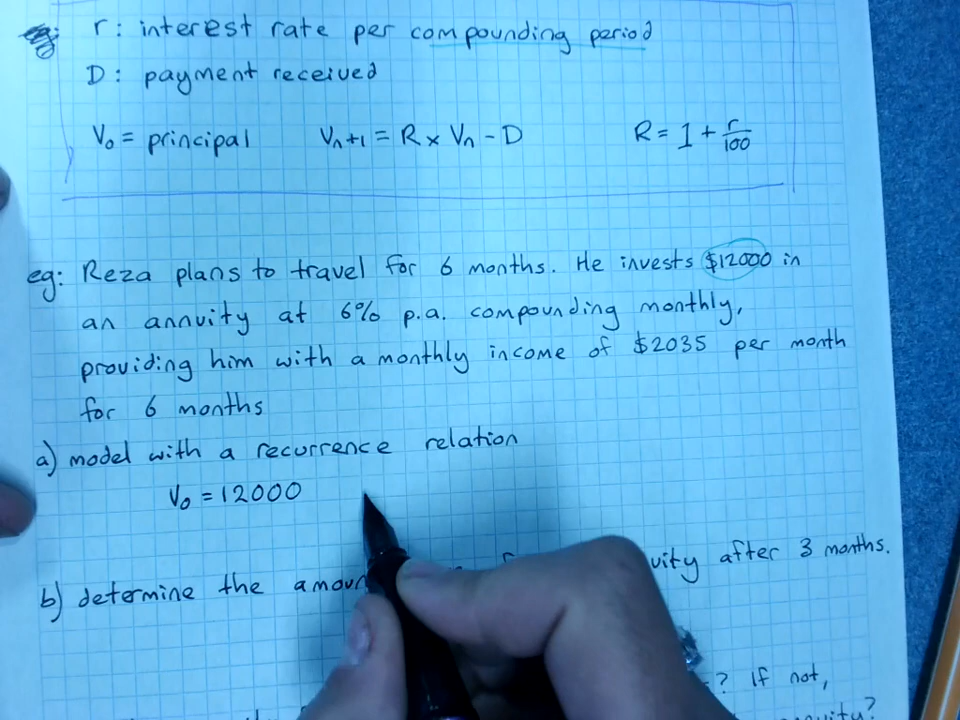 r: interest rate per compounding period
D: payment received
V₀ = principal Vₙ₊₁ = R × Vₙ - D R = 1 + r/100
eg: Reza plans to travel for 6 months. He invests $12000 in
an annuity at 6% p.a. compounding monthly,
providing him with a monthly income of $2035 per month
for 6 months
a) model with a recurrence relation
V₀ = 12000
b) determine the after 3 months.
? If not,